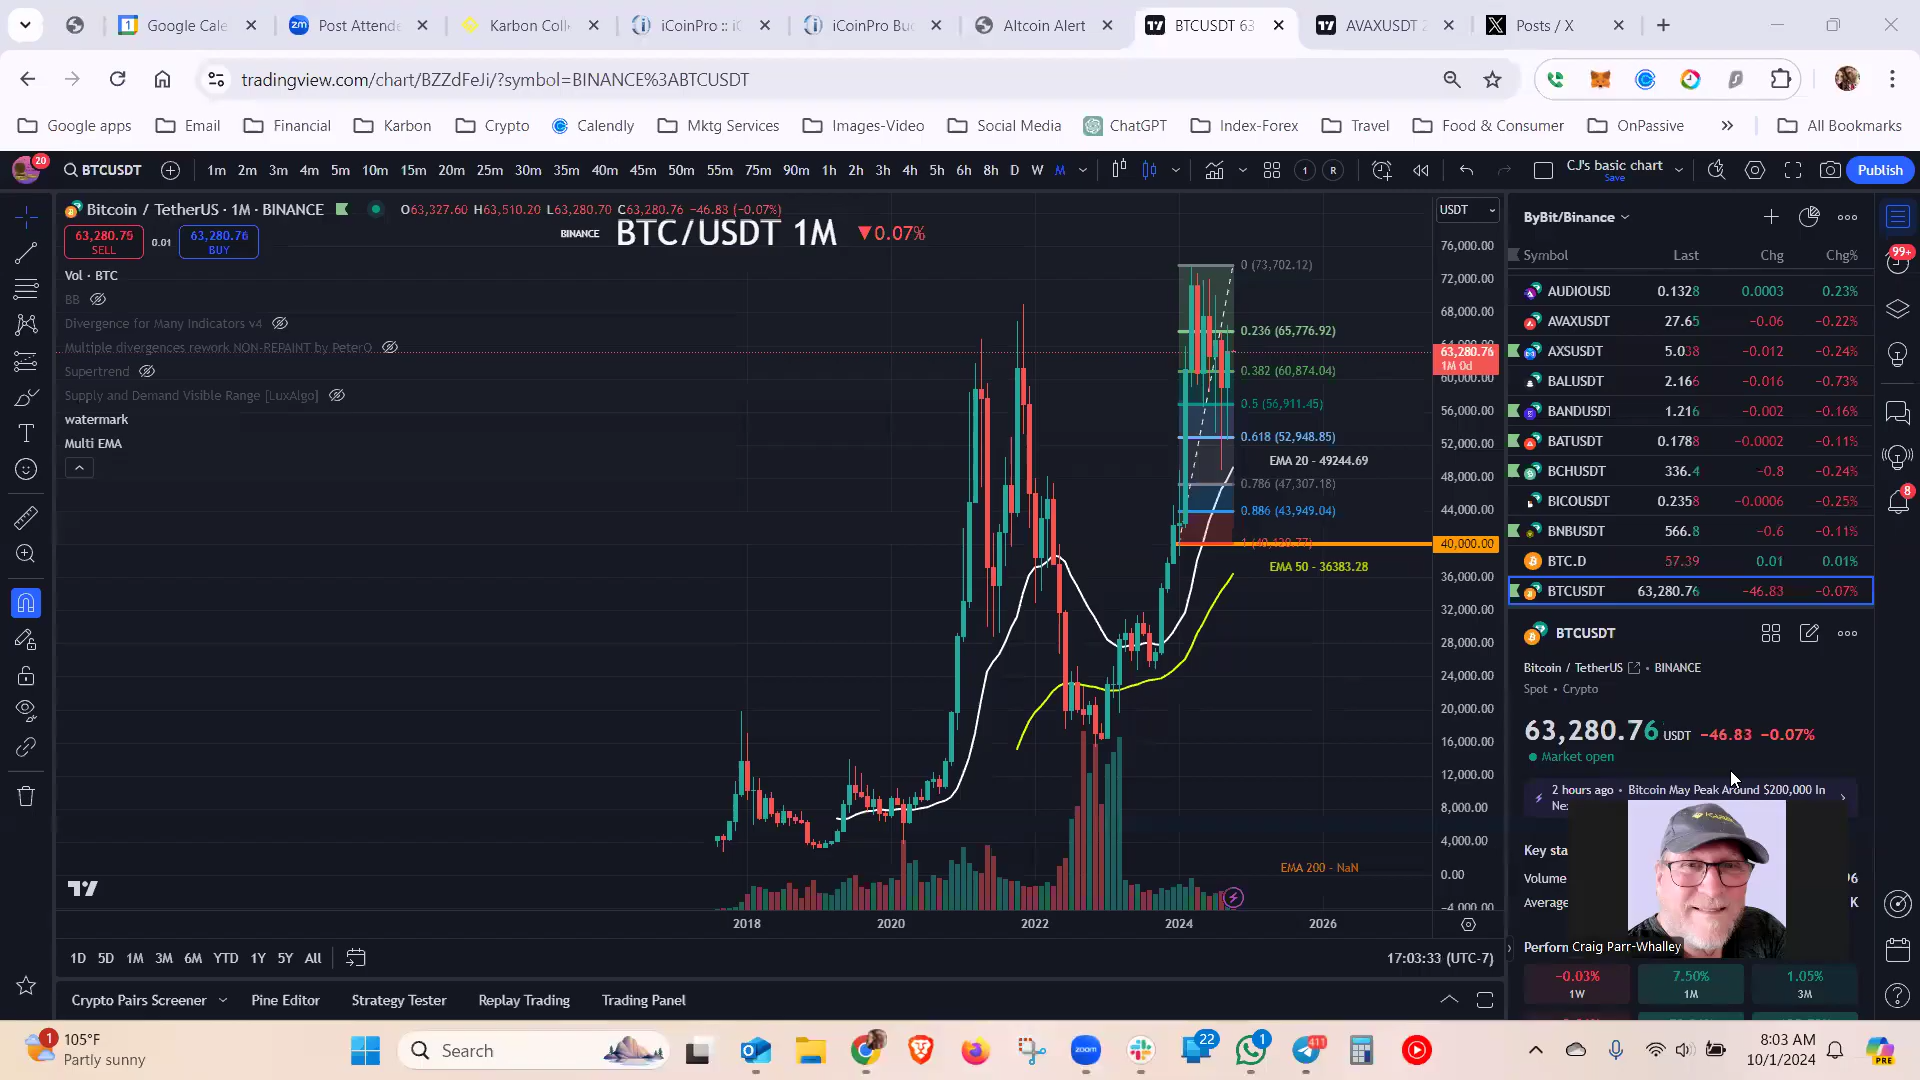 Google Cale
Post Attende
Karbon Coll
iCoinPro :: iC
iCoinPro Buc
Altcoin Alert
BTCUSDT 63
AVAXUSDT 2
Posts / X
tradingview.com/chart/BZZdFeJi/?symbol=BINANCE%3ABTCUSDT
Google apps
Email
Financial
Karbon
Crypto
Calendly
Mktg Services
Images-Video
Social Media
ChatGPT
Index-Forex
Travel
Food & Consumer
OnPassive
All Bookmarks
20
BTCUSDT
1m 2m 3m 4m 5m 10m 15m 20m 25m 30m 35m 40m 45m 50m 55m 75m 90m 1h 2h 3h 4h 5h 6h 8h D W M
1 R
CJ's basic chart
Save
Publish
Bitcoin / TetherUS · 1M · BINANCE
O63,327.60 H63,510.20 L63,280.70 C63,280.76 −46.83 (−0.07%)
63,280.75
SELL
0.01
63,280.76
BUY
BINANCE BTC/USDT 1M ▼0.07%
Vol · BTC
BB
Divergence for Many Indicators v4
Multiple divergences rework NON-REPAINT by PeterO
Supertrend
Supply and Demand Visible Range [LuxAlgo]
watermark
Multi EMA
0 (73,702.12)
0.236 (65,776.92)
0.382 (60,874.04)
0.5 (56,911.45)
0.618 (52,948.85)
EMA 20 - 49244.69
0.786 (47,307.18)
0.886 (43,949.04)
EMA 50 - 36383.28
EMA 200 - NaN
USDT
76,000.00
72,000.00
68,000.00
63,280.76
1M 0d
60,000.00
56,000.00
52,000.00
48,000.00
44,000.00
40,000.00
36,000.00
32,000.00
28,000.00
24,000.00
20,000.00
16,000.00
12,000.00
8,000.00
4,000.00
0.00
−4,000.00
2018 2020 2022 2024 2026
1D 5D 1M 3M 6M YTD 1Y 5Y All
17:03:33 (UTC-7)
Crypto Pairs Screener
Pine Editor
Strategy Tester
Replay Trading
Trading Panel
ByBit/Binance
Symbol Last Chg Chg%
AUDIOUSD 0.1328 0.0003 0.23%
AVAXUSDT 27.65 −0.06 −0.22%
AXSUSDT 5.038 −0.012 −0.24%
BALUSDT 2.166 −0.016 −0.73%
BANDUSDT 1.216 −0.002 −0.16%
BATUSDT 0.1788 −0.0002 −0.11%
BCHUSDT 336.4 −0.8 −0.24%
BICOUSDT 0.2358 −0.0006 −0.25%
BNBUSDT 566.8 −0.6 −0.11%
BTC.D 57.39 0.01 0.01%
BTCUSDT 63,280.76 −46.83 −0.07%
BTCUSDT
Bitcoin / TetherUS • BINANCE
Spot • Crypto
63,280.76 USDT −46.83 −0.07%
Market open
2 hours ago • Bitcoin May Peak Around $200,000 In
Ne
Key sta
Volume 96
Average K
Perform
Craig Parr-Whalley
−0.03% 7.50% 1.05%
1W 1M 3M
99+
8
1
105°F
Partly sunny
Search
zoom
22
1
411
8:03 AM
10/1/2024
PRE